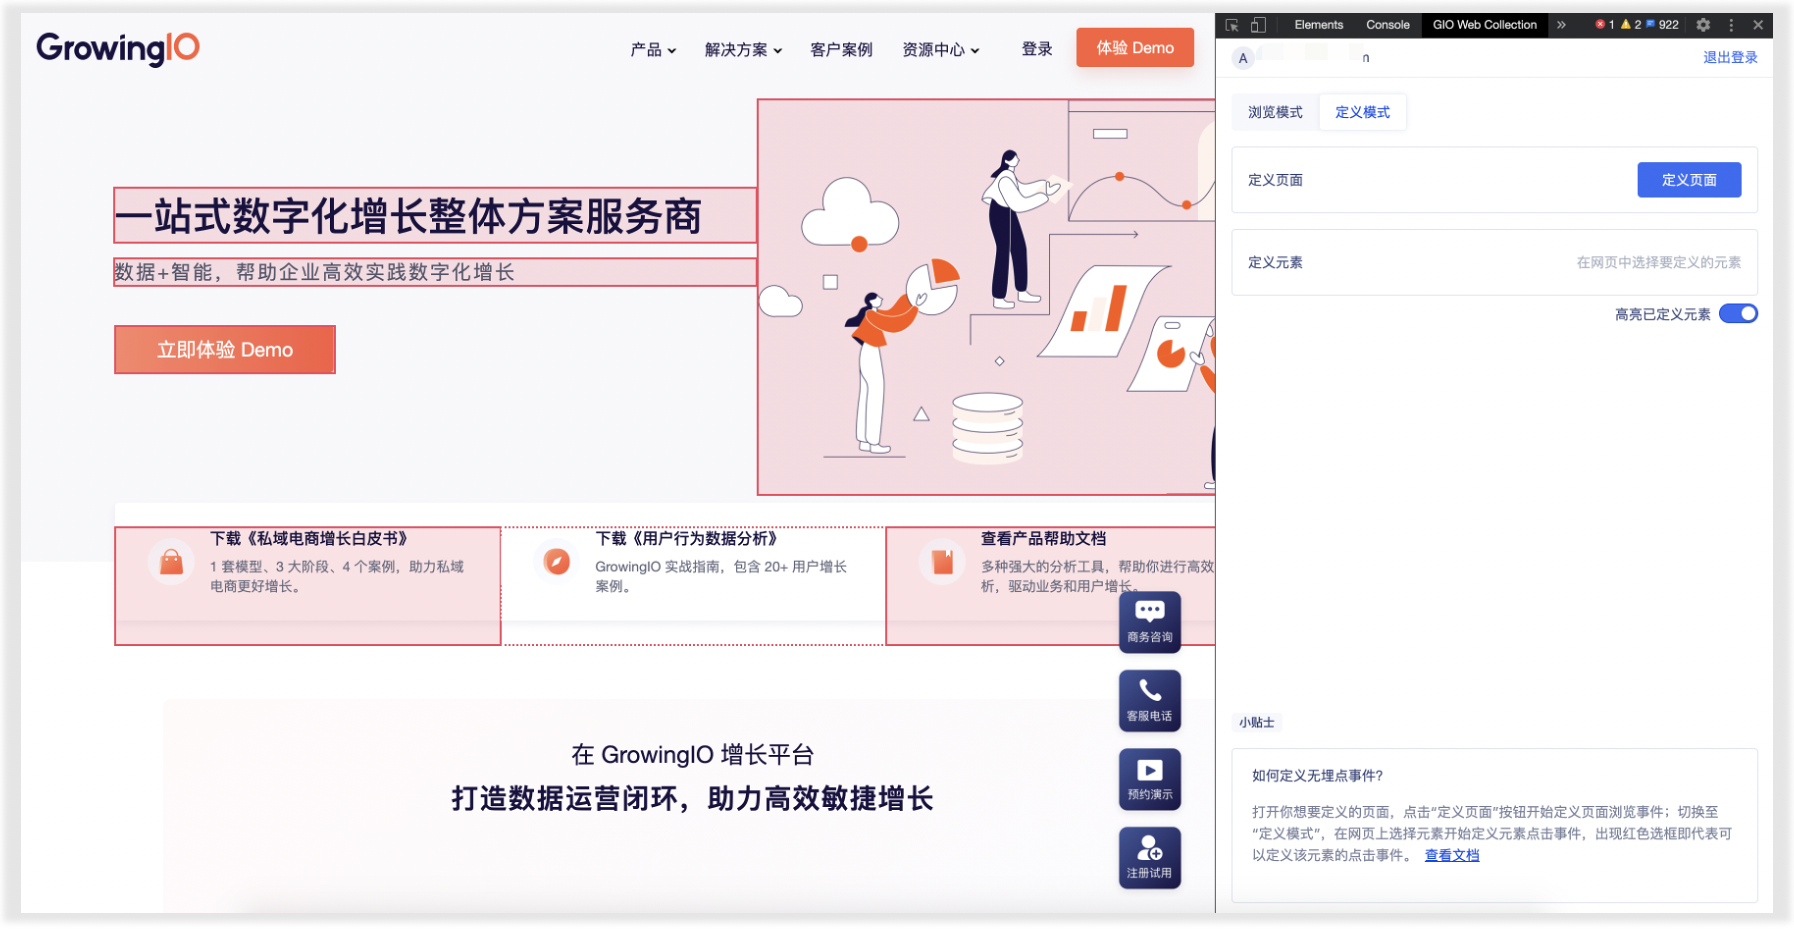 GrowingIO
产品
解决方案
客户案例
资源中心
登录
体验 Demo
一站式数字化增长整体方案服务商
数据+智能，帮助企业高效实践数字化增长
立即体验 Demo
下载《私域电商增长白皮书》
1 套模型、3 大阶段、4 个案例，助力私域
电商更好增长。
下载《用户行为数据分析》
GrowingIO 实战指南，包含 20+ 用户增长
案例。
查看产品帮助文档
多种强大的分析工具，帮助你进行高效
析，驱动业务和用户增长。
商务咨询
客服电话
预约演示
注册试用
在 GrowingIO 增长平台
打造数据运营闭环，助力高效敏捷增长
Elements
Console
GIO Web Collection
»
1
2
922
A
n
退出登录
浏览模式
定义模式
定义页面
定义页面
定义元素
在网页中选择要定义的元素
高亮已定义元素
小贴士
如何定义无埋点事件?
打开你想要定义的页面，点击“定义页面”按钮开始定义页面浏览事件；切换至
“定义模式”，在网页上选择元素开始定义元素点击事件，出现红色选框即代表可
以定义该元素的点击事件。 查看文档